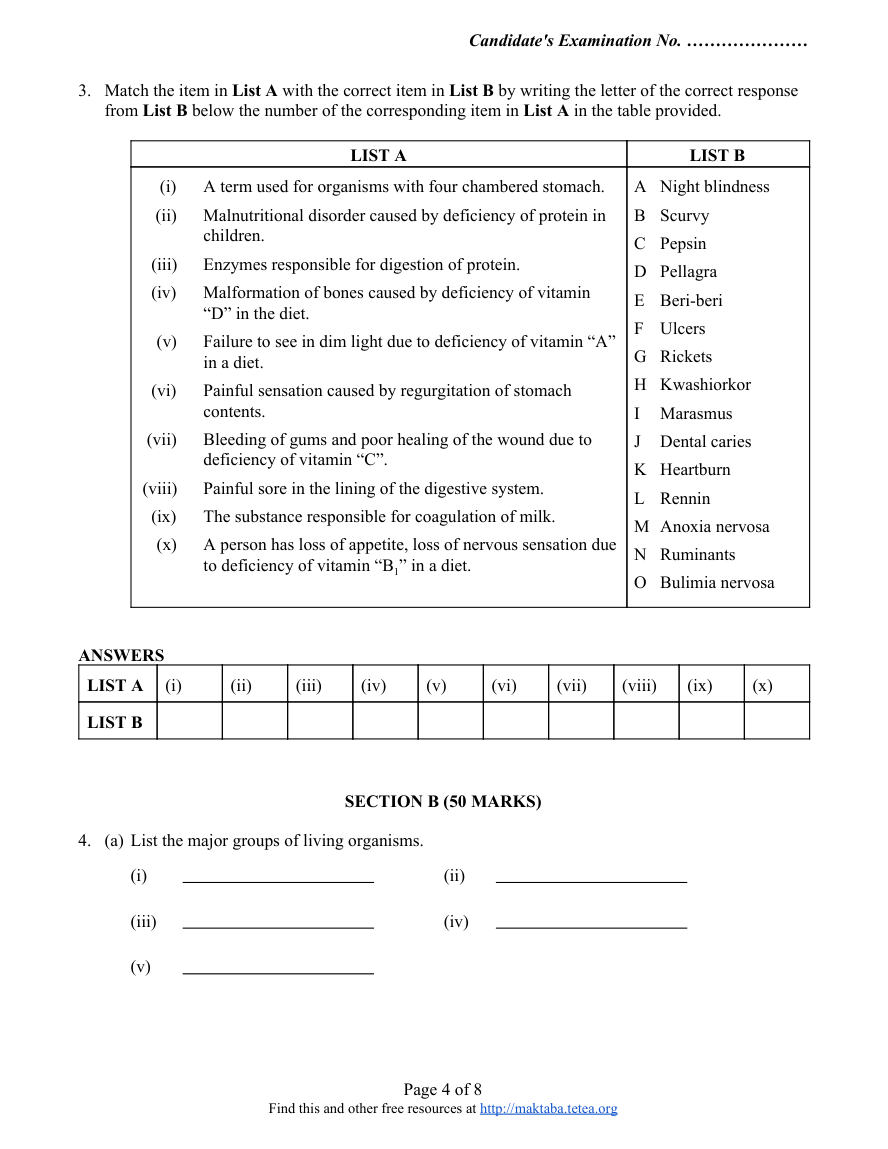 Candidate's Examination No. …………………
3. Match the item in List A with the correct item in List B by writing the letter of the correct response
from List B below the number of the corresponding item in List A in the table provided.
LIST A
(i) A term used for organisms with four chambered stomach.
(ii) Malnutritional disorder caused by deficiency of protein in
children.
(iii) Enzymes responsible for digestion of protein.
(iv) Malformation of bones caused by deficiency of vitamin
“D” in the diet.
(v) Failure to see in dim light due to deficiency of vitamin “A”
in a diet.
(vi) Painful sensation caused by regurgitation of stomach
contents.
(vii) Bleeding of gums and poor healing of the wound due to
deficiency of vitamin “C”.
(viii) Painful sore in the lining of the digestive system.
(ix) The substance responsible for coagulation of milk.
(x) A person has loss of appetite, loss of nervous sensation due
to deficiency of vitamin “B₁” in a diet.
LIST B
A Night blindness
B Scurvy
C Pepsin
D Pellagra
E Beri-beri
F Ulcers
G Rickets
H Kwashiorkor
I Marasmus
J Dental caries
K Heartburn
L Rennin
M Anoxia nervosa
N Ruminants
O Bulimia nervosa
ANSWERS
LIST A (i) (ii) (iii) (iv) (v) (vi) (vii) (viii) (ix) (x)
LIST B
SECTION B (50 MARKS)
4. (a) List the major groups of living organisms.
(i) (ii)
(iii) (iv)
(v)
Page 4 of 8
Find this and other free resources at http://maktaba.tetea.org